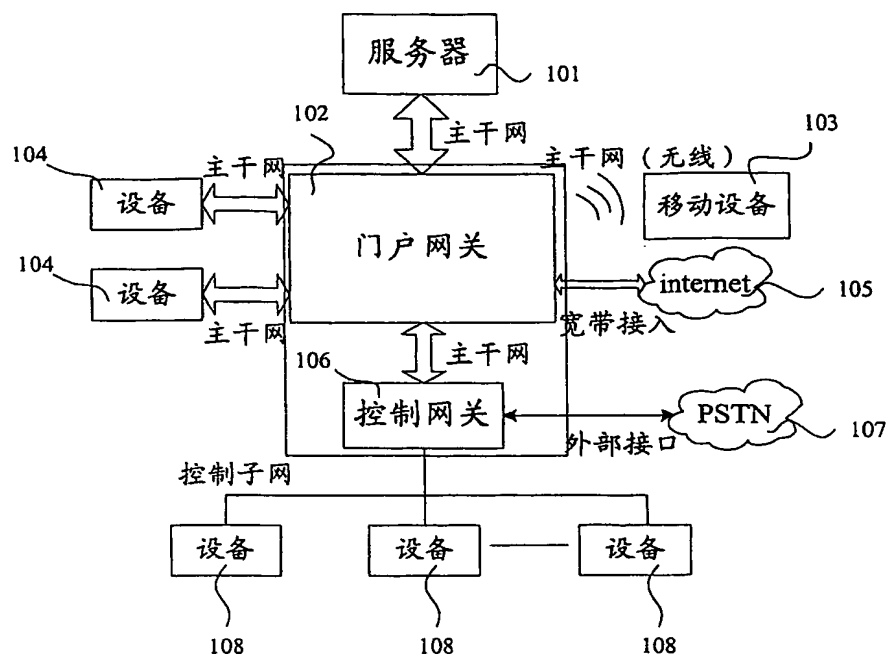 服务器
101
102
主干网
103
104
主干网
主干网（无线）
设备
移动设备
门户网关
104
设备
internet
105
主干网
宽带接入
106
主干网
控制网关
PSTN
107
外部接口
控制子网
设备
设备
设备
108
108
108